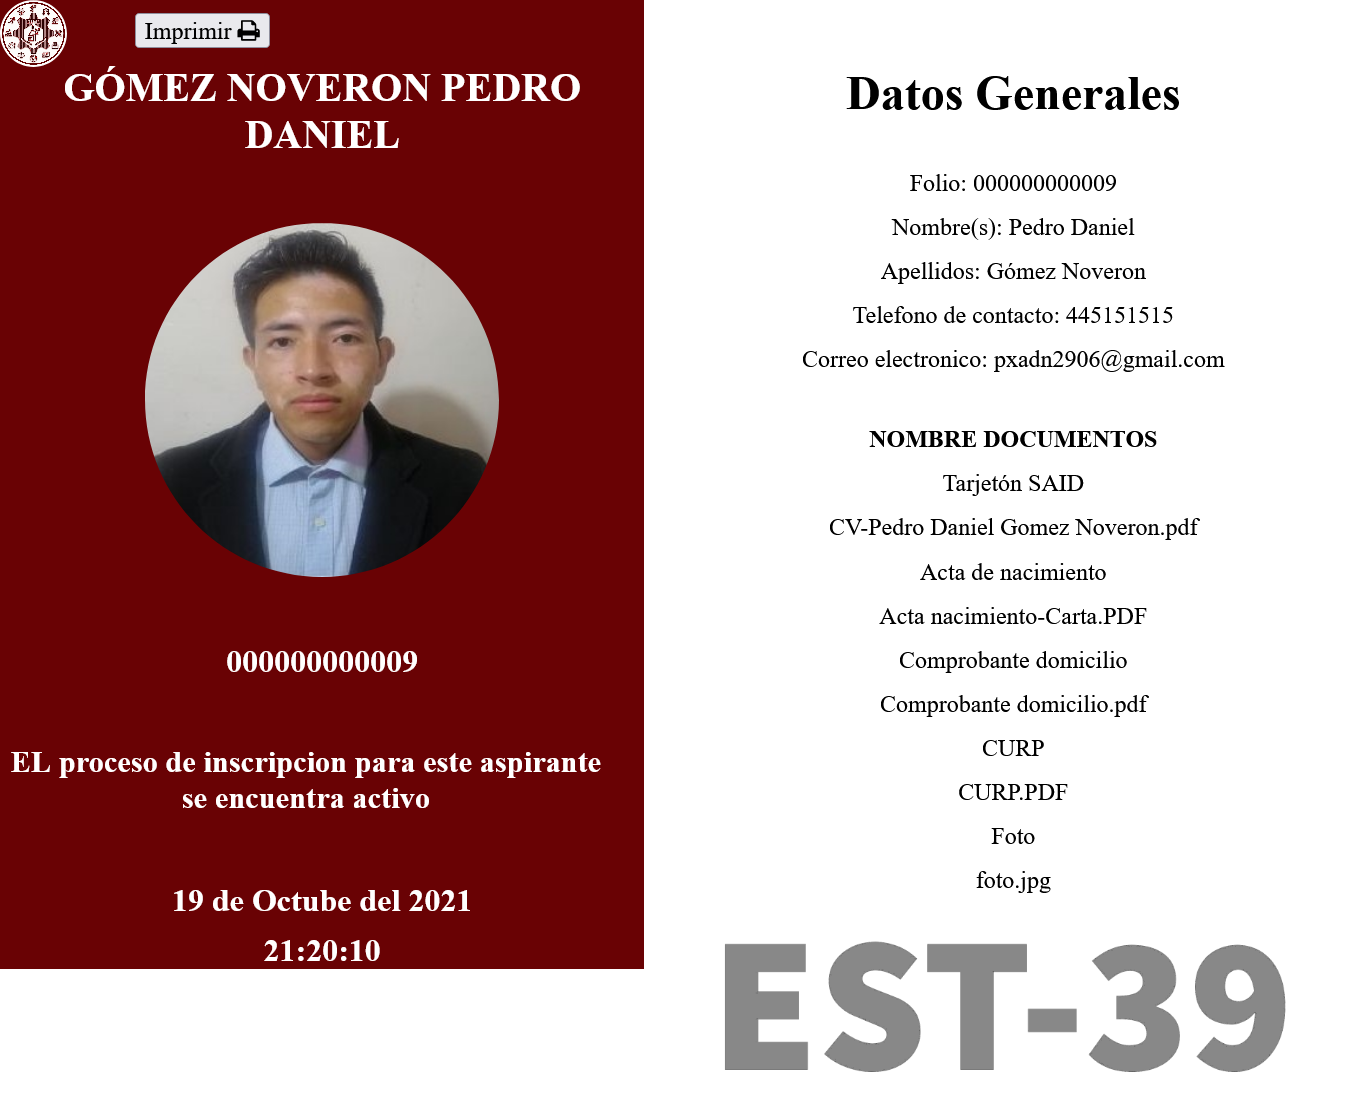 Imprimir
GÓMEZ NOVERON PEDRO
DANIEL
000000000009
EL proceso de inscripcion para este aspirante
se encuentra activo
19 de Octube del 2021
21:20:10
Datos Generales
Folio: 000000000009
Nombre(s): Pedro Daniel
Apellidos: Gómez Noveron
Telefono de contacto: 445151515
Correo electronico: pxadn2906@gmail.com
NOMBRE DOCUMENTOS
Tarjetón SAID
CV-Pedro Daniel Gomez Noveron.pdf
Acta de nacimiento
Acta nacimiento-Carta.PDF
Comprobante domicilio
Comprobante domicilio.pdf
CURP
CURP.PDF
Foto
foto.jpg
EST-39